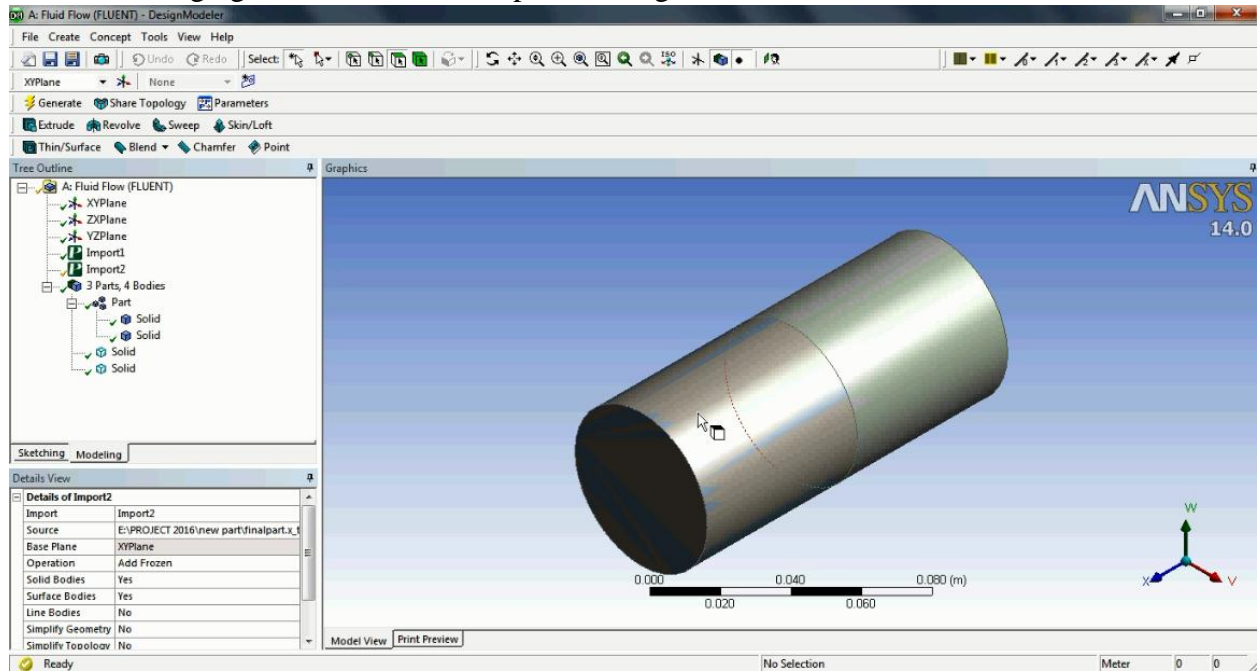 A: Fluid Flow (FLUENT) - DesignModeler
File Create Concept Tools View Help
Undo Redo Select:
ISO
XYPlane None
Generate Share Topology Parameters
Extrude Revolve Sweep Skin/Loft
Thin/Surface Blend Chamfer Point
Tree Outline
A: Fluid Flow (FLUENT)
XYPlane
ZXPlane
YZPlane
Import1
Import2
3 Parts, 4 Bodies
Part
Solid
Solid
Solid
Solid
Sketching Modeling
Details View
Details of Import2
Import Import2
Source E:\PROJECT 2016\new part\finalpart.x_t
Base Plane XYPlane
Operation Add Frozen
Solid Bodies Yes
Surface Bodies Yes
Line Bodies No
Simplify Geometry No
Simplify Topology No
Graphics
ANSYS
14.0
0.000 0.040 0.080 (m)
0.020 0.060
W
X V
Model View Print Preview
Ready No Selection Meter 0 0